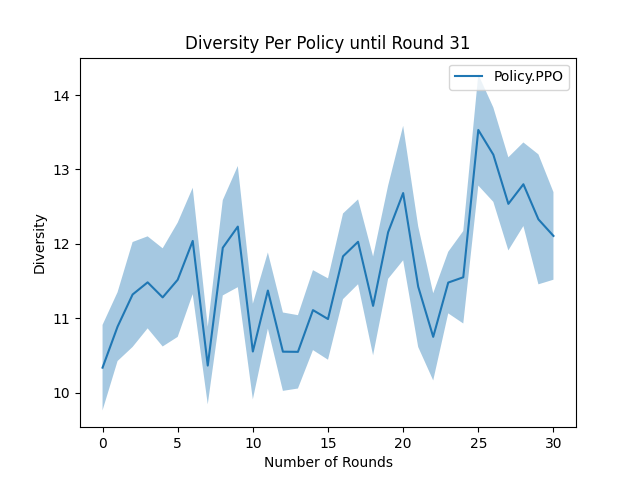 Diversity Per Policy until Round 31
Policy.PPO
14
13
12
11
10
Diversity
0 5 10 15 20 25 30
Number of Rounds